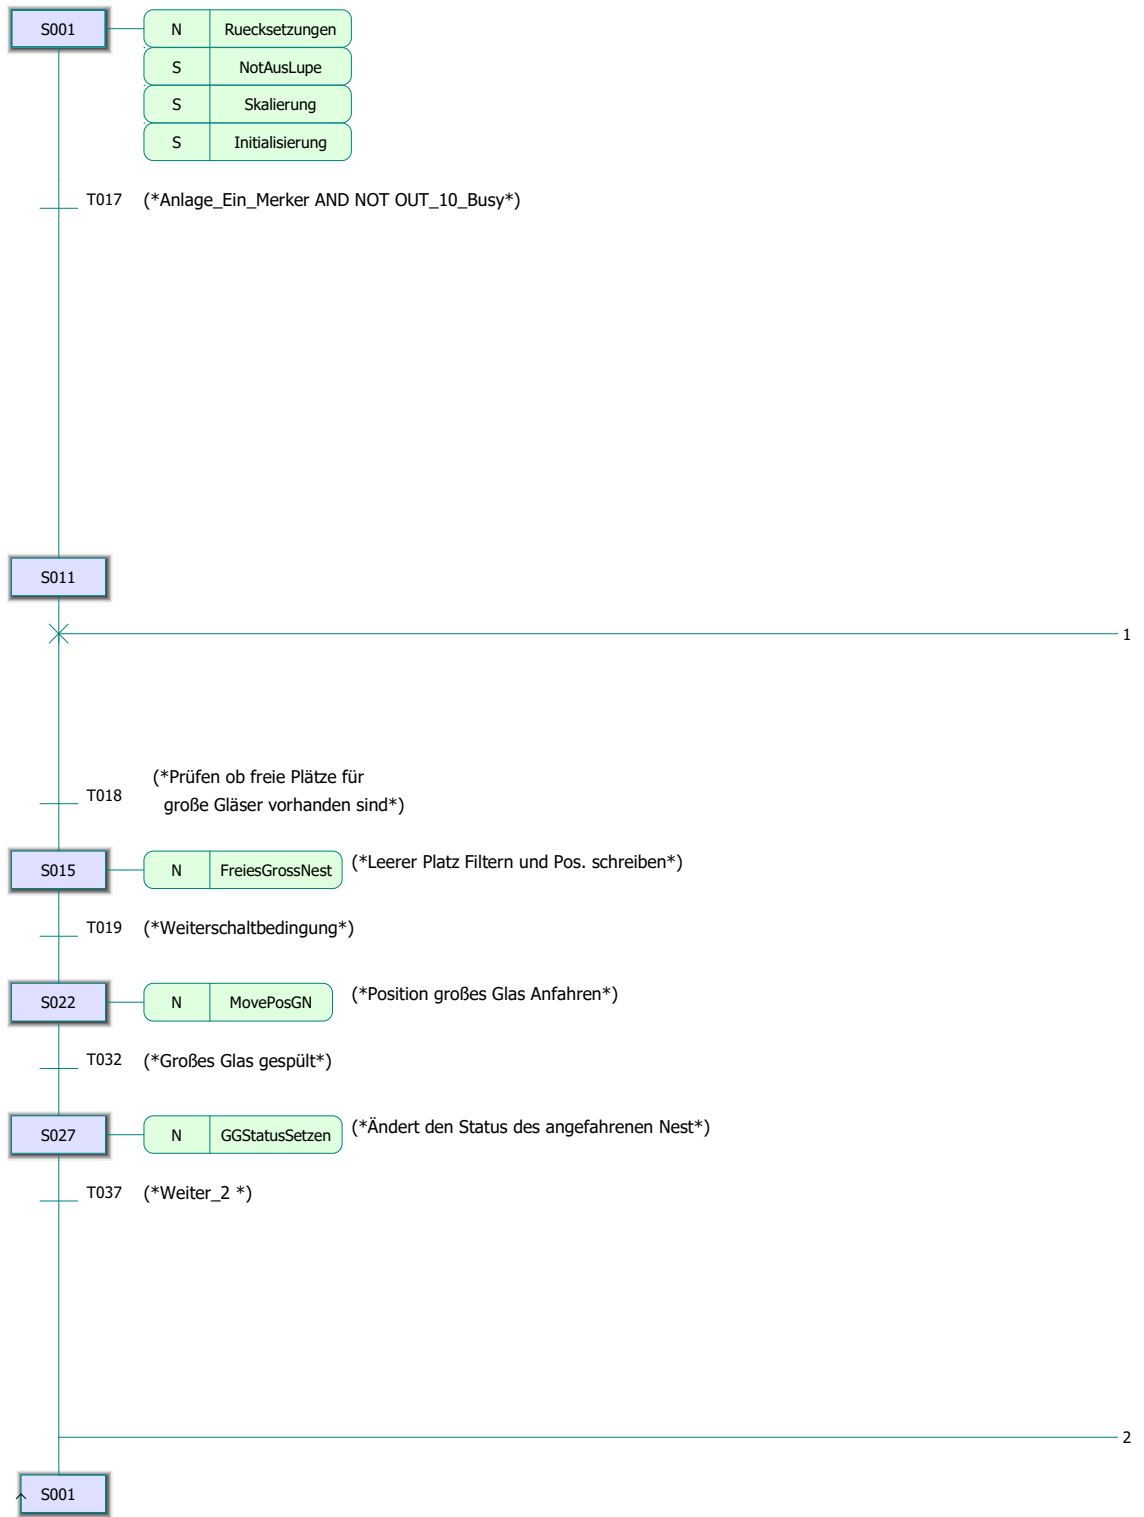 S001 N Ruecksetzungen
S NotAusLupe
S Skalierung
S Initialisierung
T017 (*Anlage_Ein_Merker AND NOT OUT_10_Busy*)
S011
1
(*Prüfen ob freie Plätze für
T018 große Gläser vorhanden sind*)
S015 N FreiesGrossNest (*Leerer Platz Filtern und Pos. schreiben*)
T019 (*Weiterschaltbedingung*)
S022 N MovePosGN (*Position großes Glas Anfahren*)
T032 (*Großes Glas gespült*)
S027 N GGStatusSetzen (*Ändert den Status des angefahrenen Nest*)
T037 (*Weiter_2 *)
2
S001